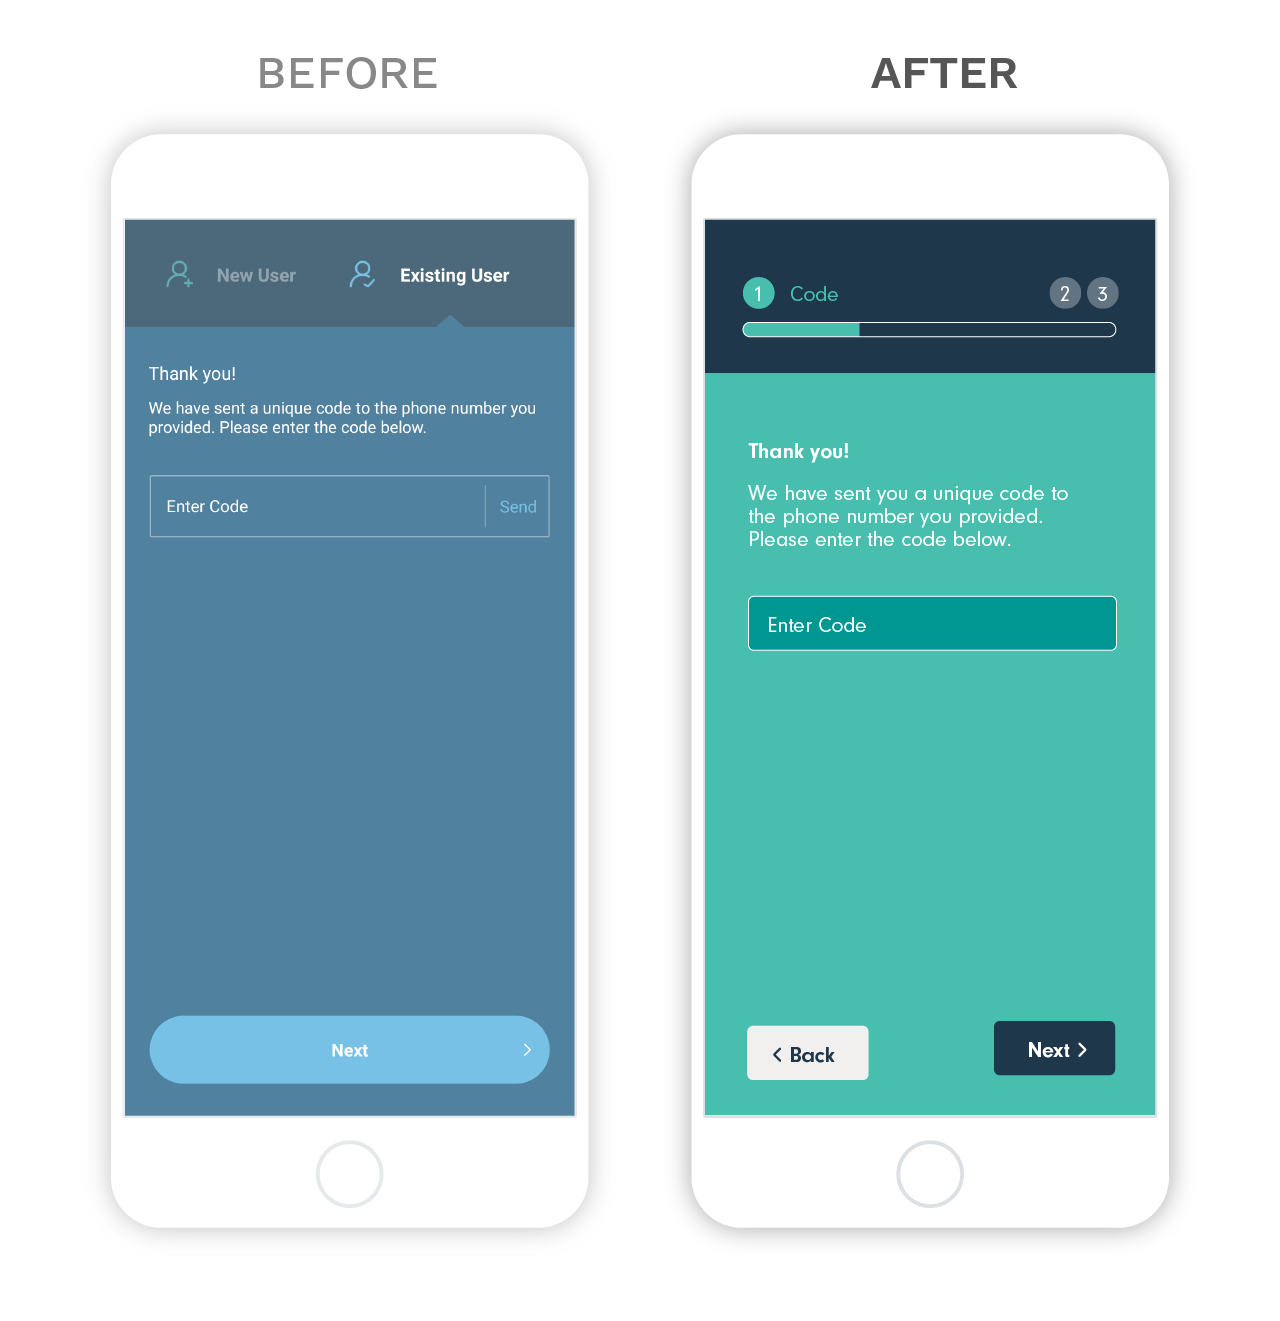 BEFORE
New User
Existing User
Thank you!
We have sent a unique code to the phone number you
provided. Please enter the code below.
Enter Code
Send
Next
AFTER
1
Code
2
3
Thank you!
We have sent you a unique code to
the phone number you provided.
Please enter the code below.
Enter Code
Back
Next